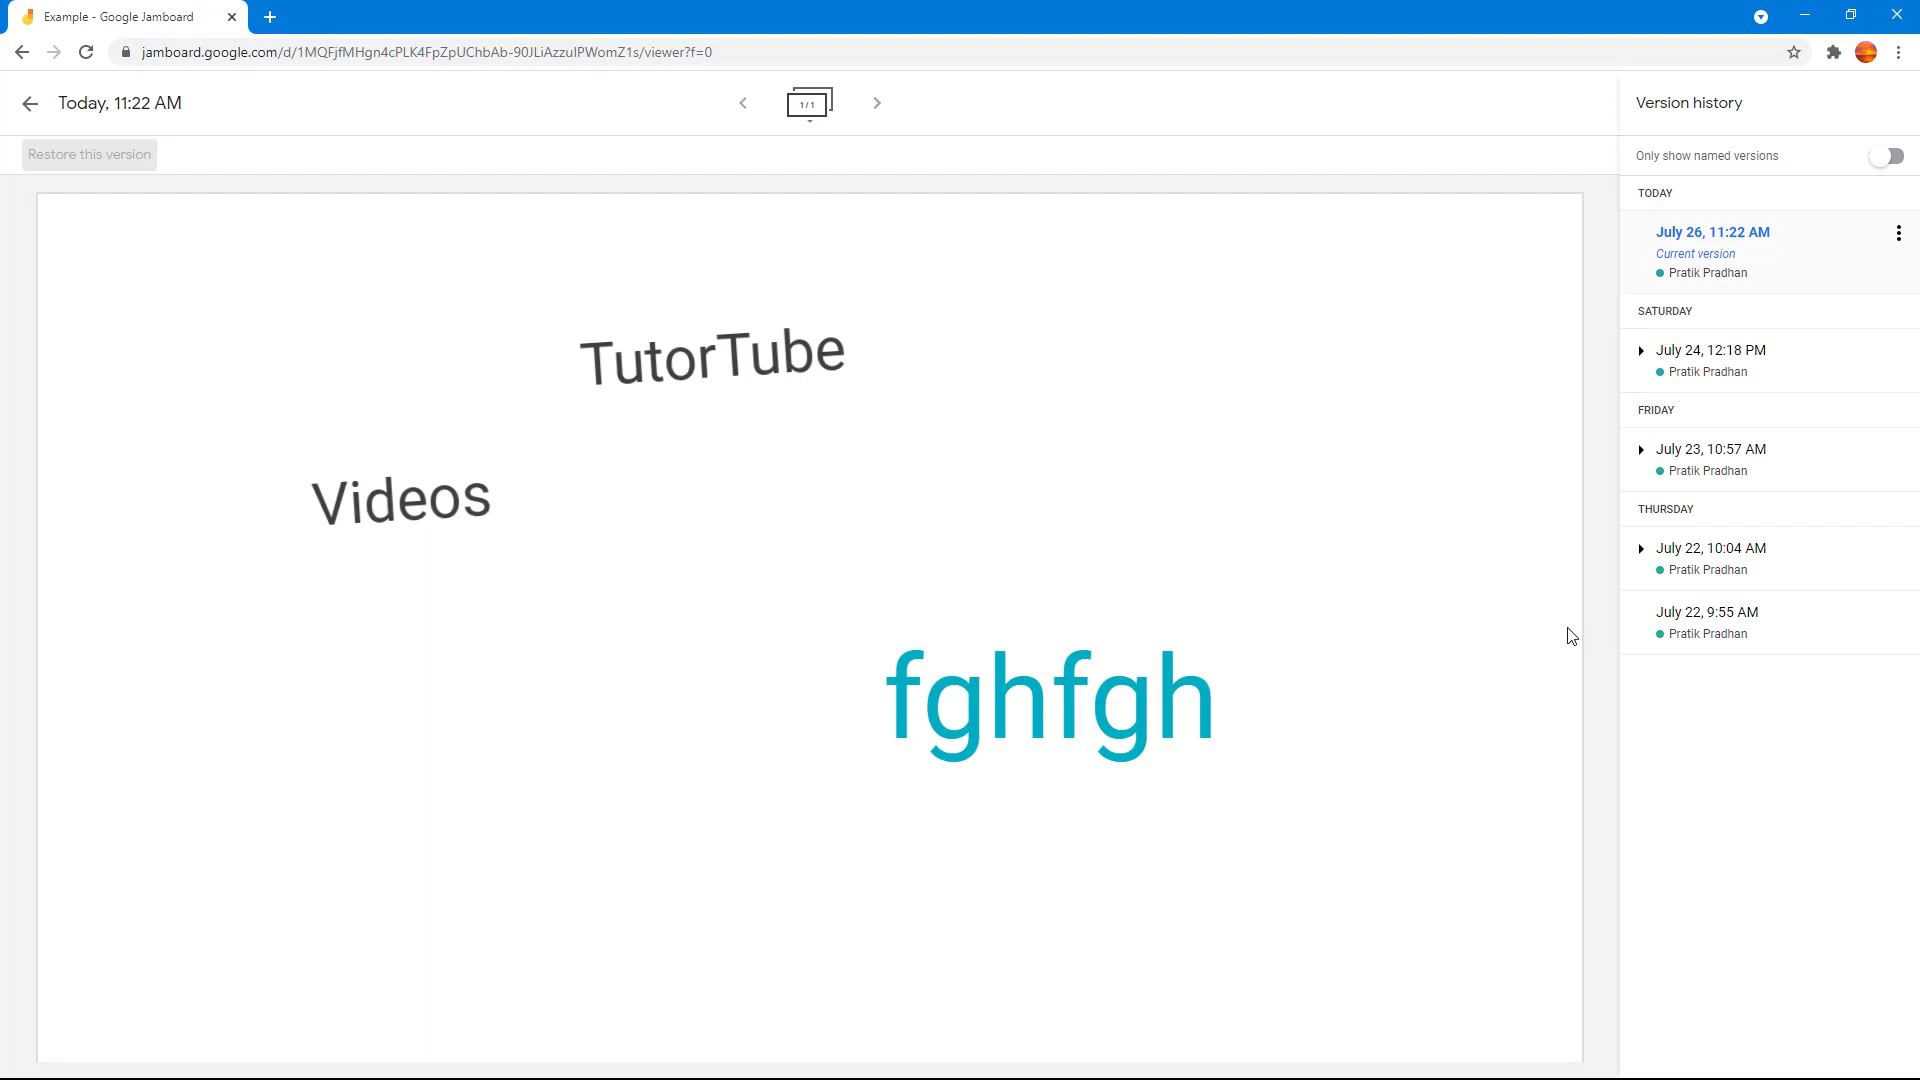 Example - Google Jamboard
jamboard.google.com/d/1MQFjfMHgn4cPLK4FpZpUChbAb-90JLiAzzuIPWomZ1s/viewer?f=0
Today, 11:22 AM
1/1
Version history
Restore this version
Only show named versions
TODAY
July 26, 11:22 AM
Current version
Pratik Pradhan
SATURDAY
July 24, 12:18 PM
Pratik Pradhan
FRIDAY
July 23, 10:57 AM
Pratik Pradhan
THURSDAY
July 22, 10:04 AM
Pratik Pradhan
July 22, 9:55 AM
Pratik Pradhan
TutorTube
Videos
fghfgh